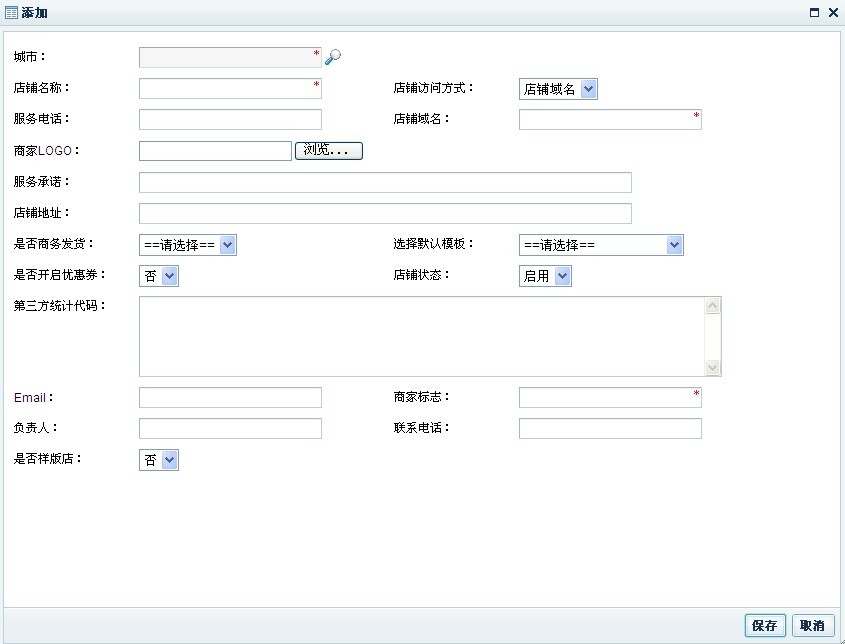 添加
城市： *
店铺名称： * 店铺访问方式： 店铺域名
服务电话： 店铺域名： *
商家LOGO： 浏览...
服务承诺：
店铺地址：
是否商务发货： ==请选择== 选择默认模板： ==请选择==
是否开启优惠券： 否 店铺状态： 启用
第三方统计代码：
Email： 商家标志： *
负责人： 联系电话：
是否样版店： 否
保存 取消